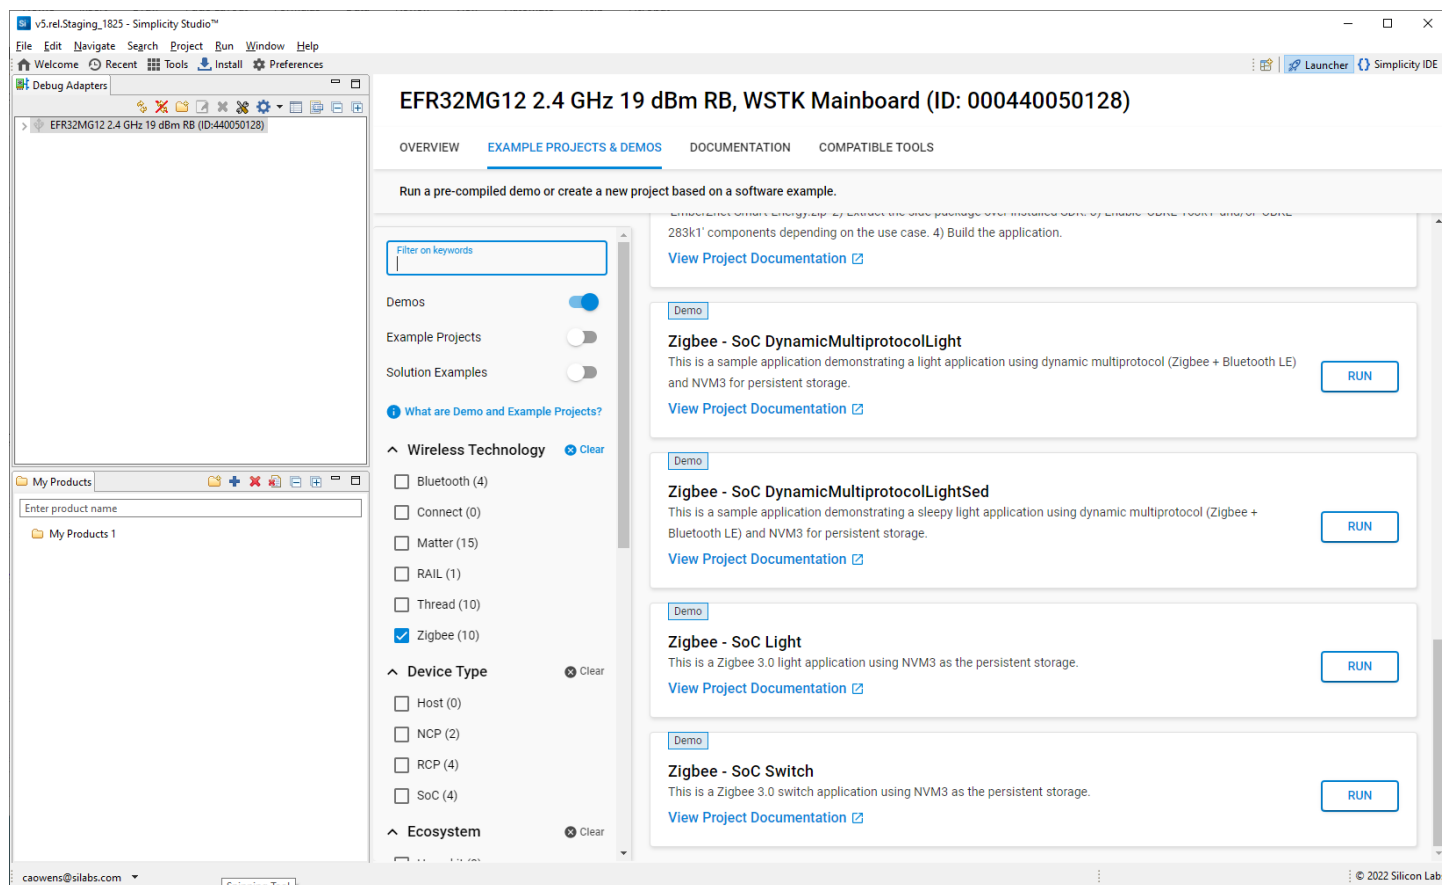 v5.rel.Staging_1825 - Simplicity Studio™
File Edit Navigate Search Project Run Window Help
Welcome Recent Tools Install Preferences
Launcher Simplicity IDE
Debug Adapters
EFR32MG12 2.4 GHz 19 dBm RB (ID:440050128)
My Products
Enter product name
My Products 1
EFR32MG12 2.4 GHz 19 dBm RB, WSTK Mainboard (ID: 000440050128)
OVERVIEW EXAMPLE PROJECTS & DEMOS DOCUMENTATION COMPATIBLE TOOLS
Run a pre-compiled demo or create a new project based on a software example.
Filter on keywords
Demos
Example Projects
Solution Examples
What are Demo and Example Projects?
Wireless Technology Clear
Bluetooth (4)
Connect (0)
Matter (15)
RAIL (1)
Thread (10)
Zigbee (10)
Device Type Clear
Host (0)
NCP (2)
RCP (4)
SoC (4)
Ecosystem Clear
283k1' components depending on the use case. 4) Build the application.
View Project Documentation
Demo
Zigbee - SoC DynamicMultiprotocolLight
This is a sample application demonstrating a light application using dynamic multiprotocol (Zigbee + Bluetooth LE)
and NVM3 for persistent storage.
View Project Documentation
RUN
Demo
Zigbee - SoC DynamicMultiprotocolLightSed
This is a sample application demonstrating a sleepy light application using dynamic multiprotocol (Zigbee +
Bluetooth LE) and NVM3 for persistent storage.
View Project Documentation
RUN
Demo
Zigbee - SoC Light
This is a Zigbee 3.0 light application using NVM3 as the persistent storage.
View Project Documentation
RUN
Demo
Zigbee - SoC Switch
This is a Zigbee 3.0 switch application using NVM3 as the persistent storage.
View Project Documentation
RUN
caowens@silabs.com
© 2022 Silicon Labs